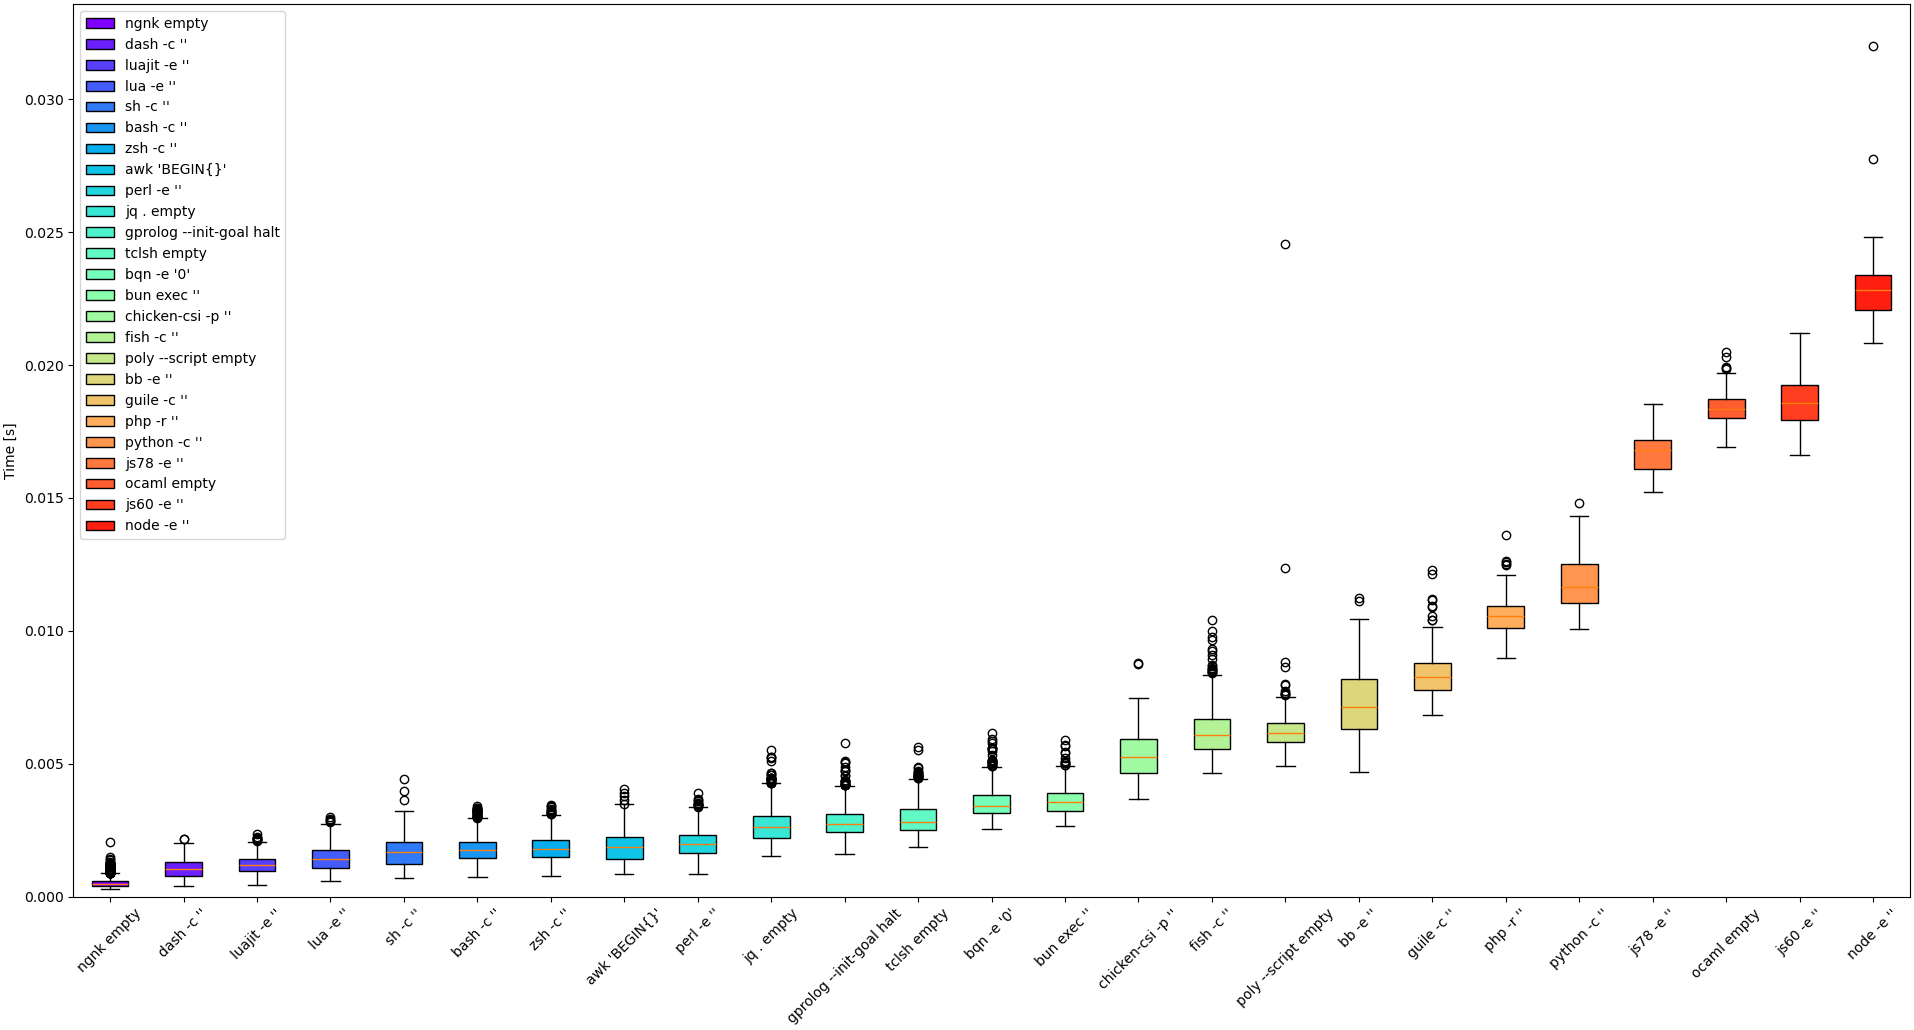 ngnk empty
dash -c ''
luajit -e ''
lua -e ''
sh -c ''
bash -c ''
zsh -c ''
awk 'BEGIN{}'
perl -e ''
jq . empty
gprolog --init-goal halt
tclsh empty
bqn -e '0'
bun exec ''
chicken-csi -p ''
fish -c ''
poly --script empty
bb -e ''
guile -c ''
php -r ''
python -c ''
js78 -e ''
ocaml empty
js60 -e ''
node -e ''
Time [s]
0.030
0.025
0.020
0.015
0.010
0.005
0.000
ngnk empty
dash -c ''
luajit -e ''
lua -e ''
sh -c ''
bash -c ''
zsh -c ''
awk 'BEGIN{}'
perl -e ''
jq . empty
gprolog --init-goal halt
tclsh empty
bqn -e '0'
bun exec ''
chicken-csi -p ''
fish -c ''
poly --script empty
bb -e ''
guile -c ''
php -r ''
python -c ''
js78 -e ''
ocaml empty
js60 -e ''
node -e ''